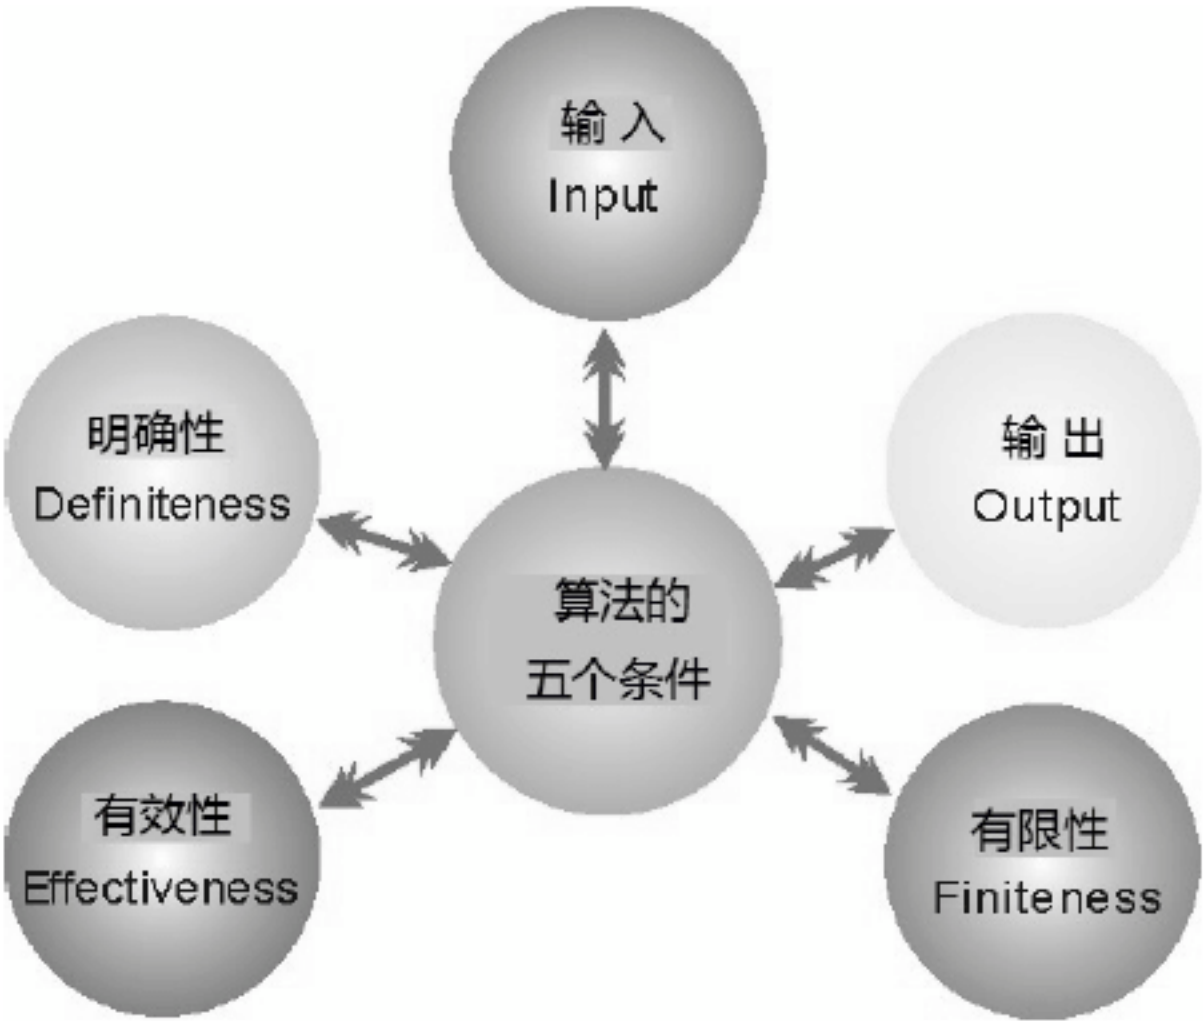 输入
Input
明确性
Definiteness
输出
Output
算法的
五个条件
有效性
Effectiveness
有限性
Finiteness